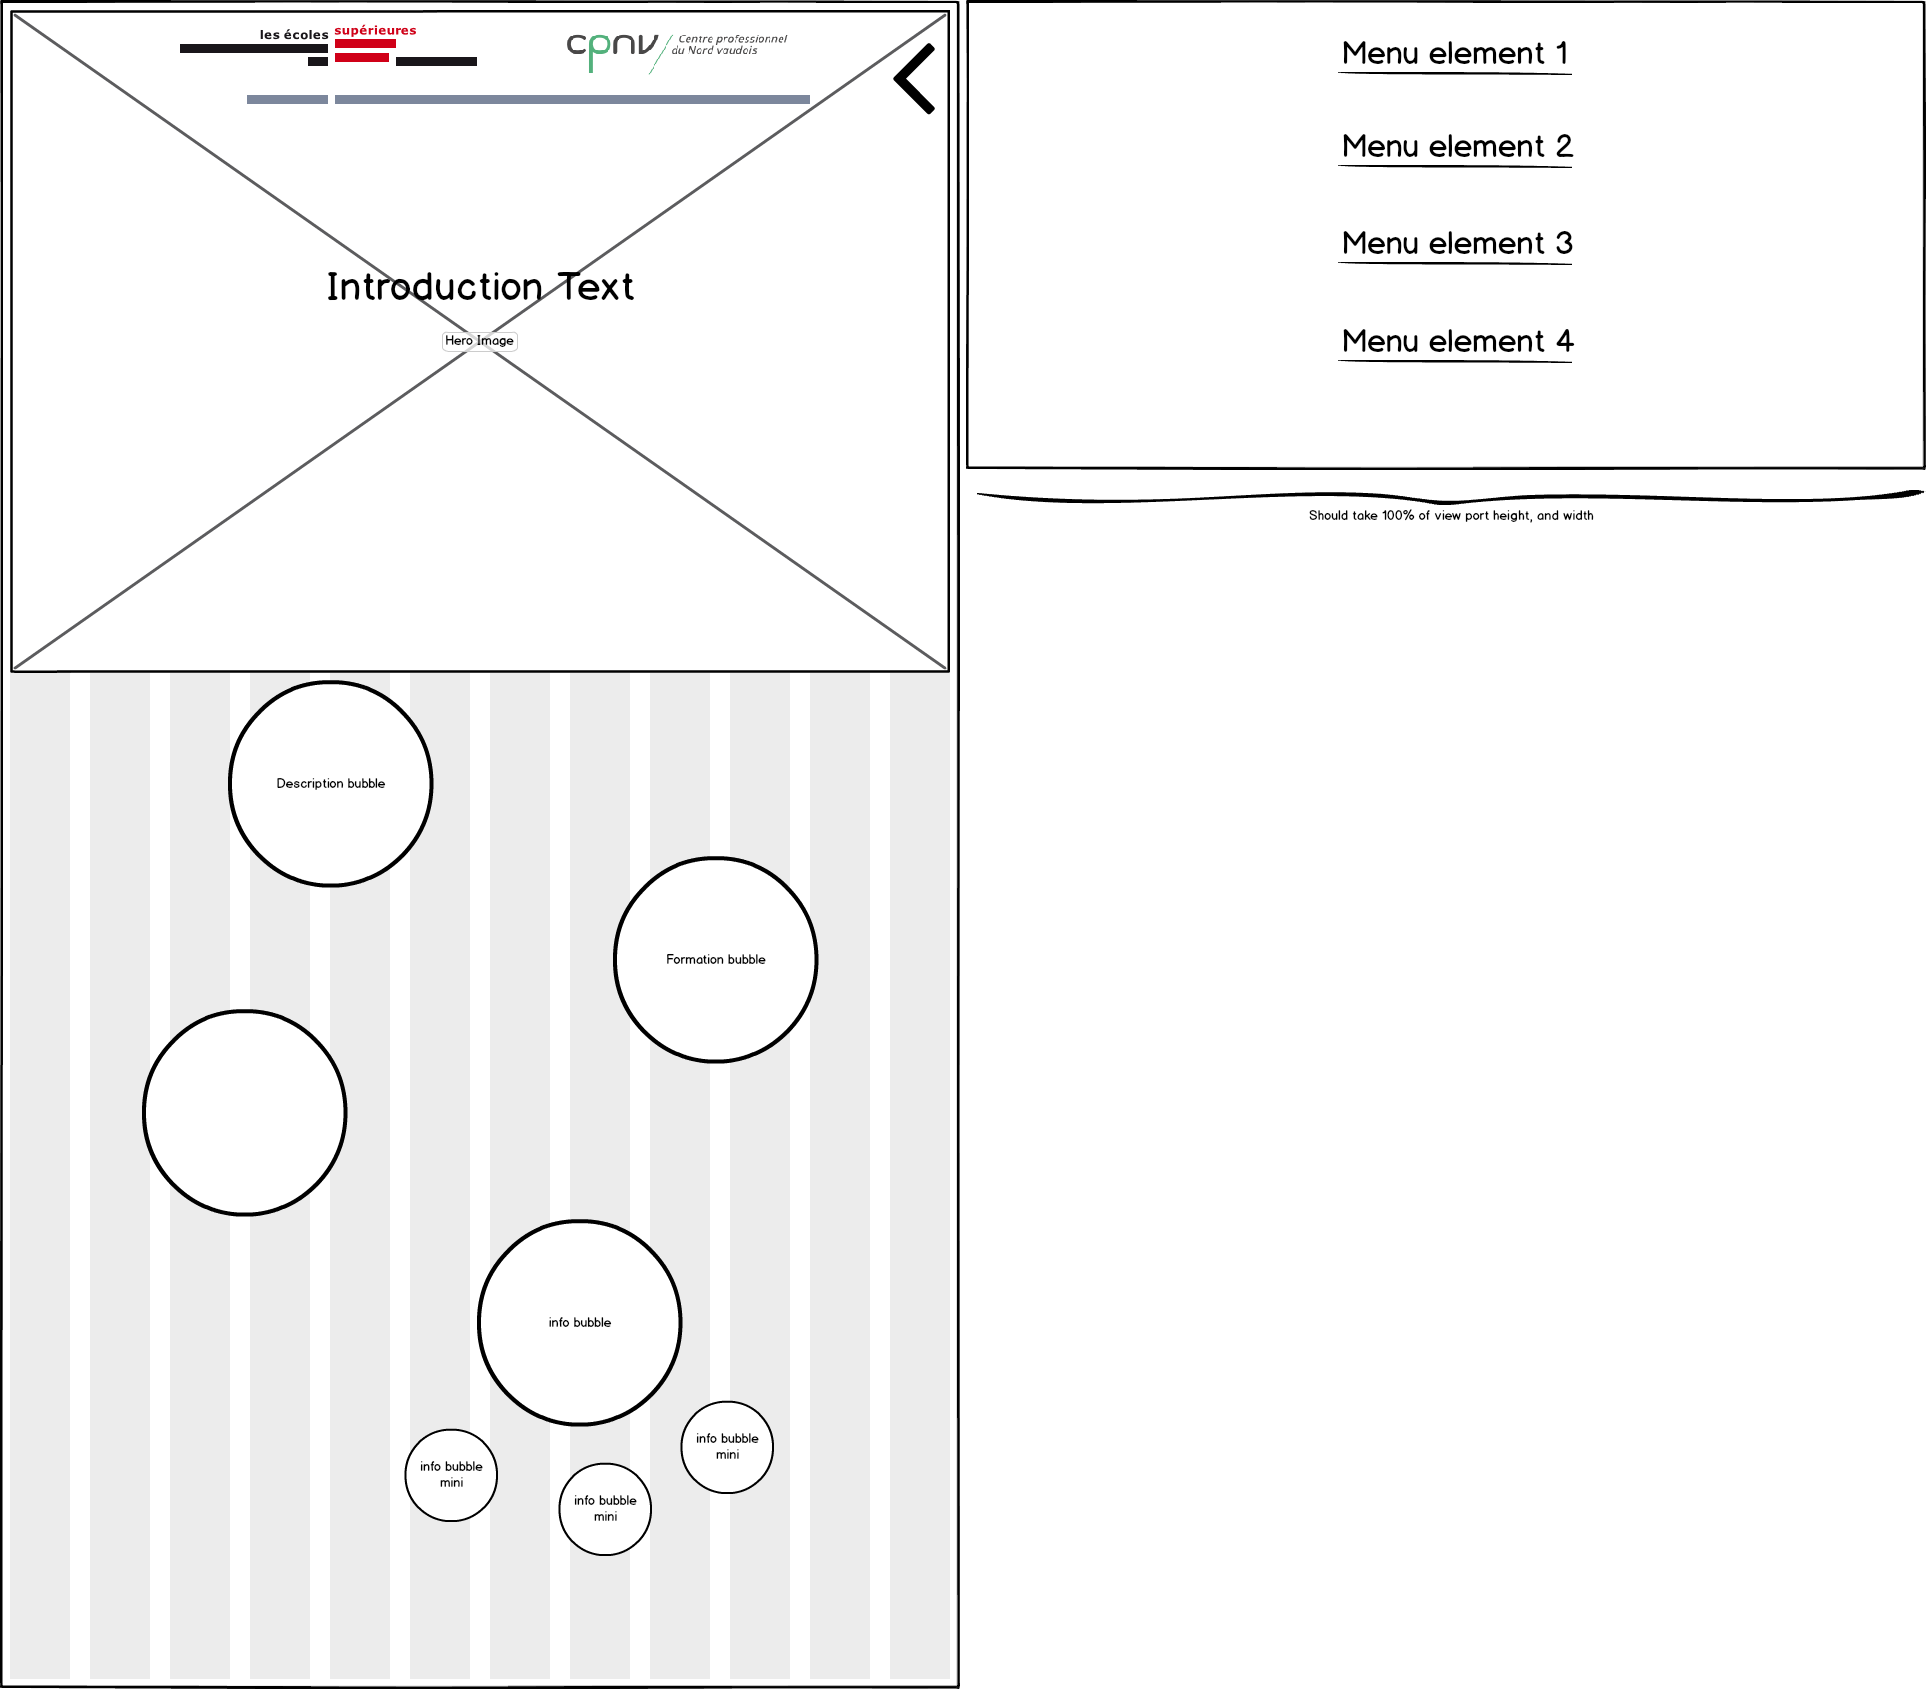 les écoles supérieures
cpnv Centre professionnel
du Nord vaudois
Introduction Text
Hero Image
Description bubble
Formation bubble
info bubble
info bubble
mini
info bubble
mini
info bubble
mini
Menu element 1
Menu element 2
Menu element 3
Menu element 4
Should take 100% of view port height, and width